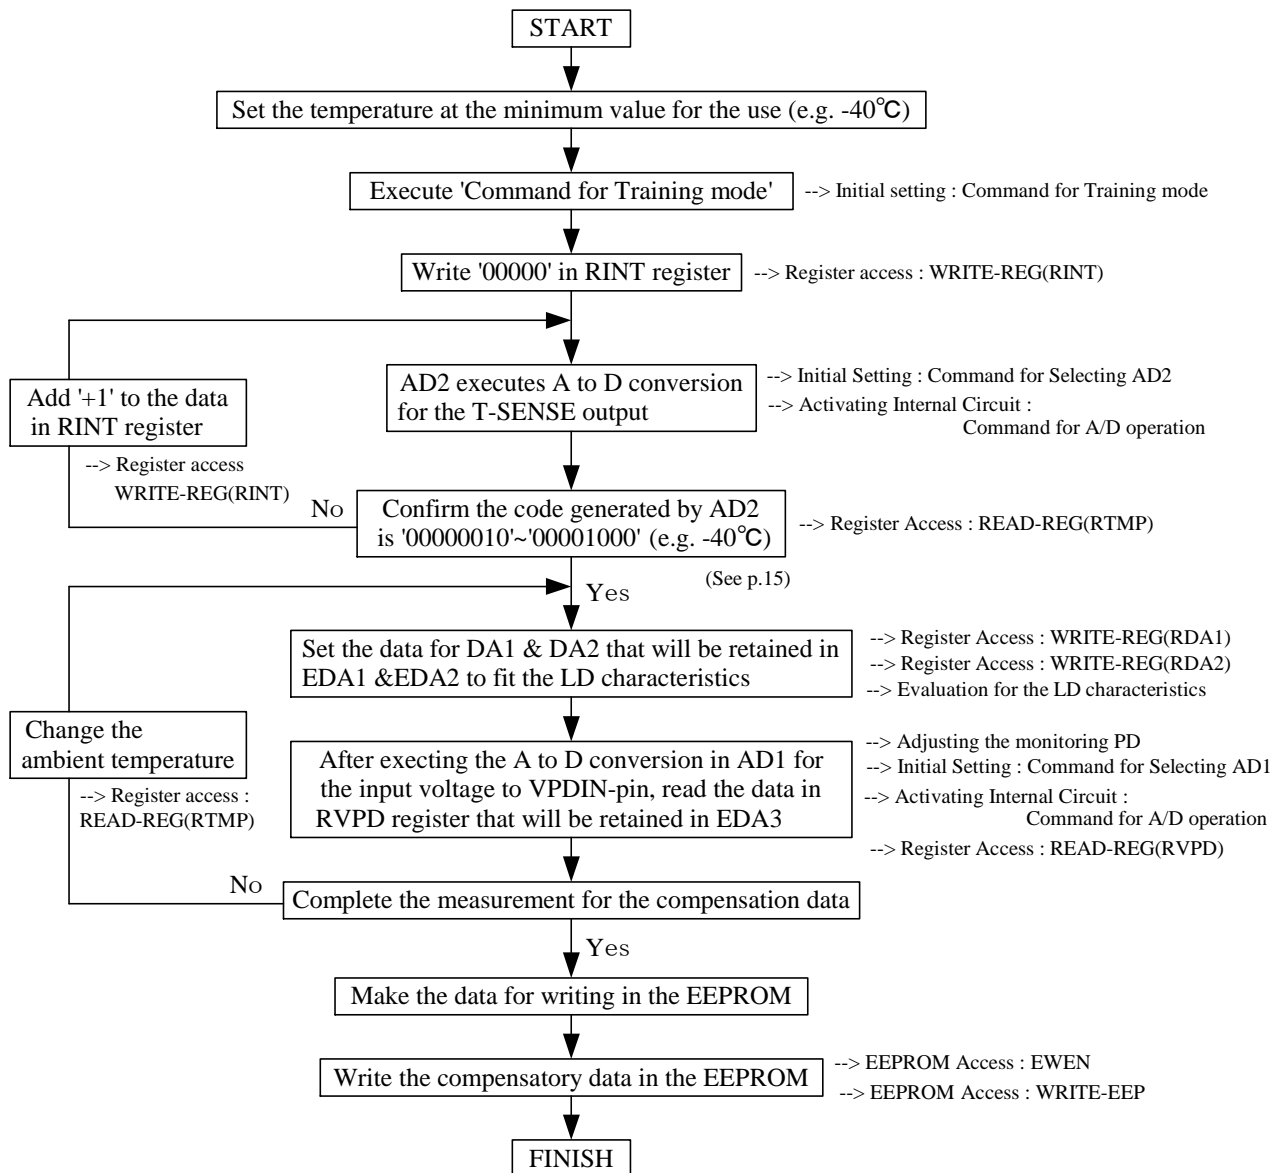 START
Set the temperature at the minimum value for the use (e.g. -40℃)
Execute 'Command for Training mode'
--> Initial setting : Command for Training mode
Write '00000' in RINT register
--> Register access : WRITE-REG(RINT)
AD2 executes A to D conversion
for the T-SENSE output
--> Initial Setting : Command for Selecting AD2
--> Activating Internal Circuit :
Command for A/D operation
Add '+1' to the data
in RINT register
--> Register access
WRITE-REG(RINT)
No
Confirm the code generated by AD2
is '00000010'~'00001000' (e.g. -40℃)
--> Register Access : READ-REG(RTMP)
(See p.15)
Yes
Set the data for DA1 & DA2 that will be retained in
EDA1 &EDA2 to fit the LD characteristics
--> Register Access : WRITE-REG(RDA1)
--> Register Access : WRITE-REG(RDA2)
--> Evaluation for the LD characteristics
Change the
ambient temperature
--> Register access :
READ-REG(RTMP)
After execting the A to D conversion in AD1 for
the input voltage to VPDIN-pin, read the data in
RVPD register that will be retained in EDA3
--> Adjusting the monitoring PD
--> Initial Setting : Command for Selecting AD1
--> Activating Internal Circuit :
Command for A/D operation
--> Register Access : READ-REG(RVPD)
No
Complete the measurement for the compensation data
Yes
Make the data for writing in the EEPROM
Write the compensatory data in the EEPROM
--> EEPROM Access : EWEN
--> EEPROM Access : WRITE-EEP
FINISH